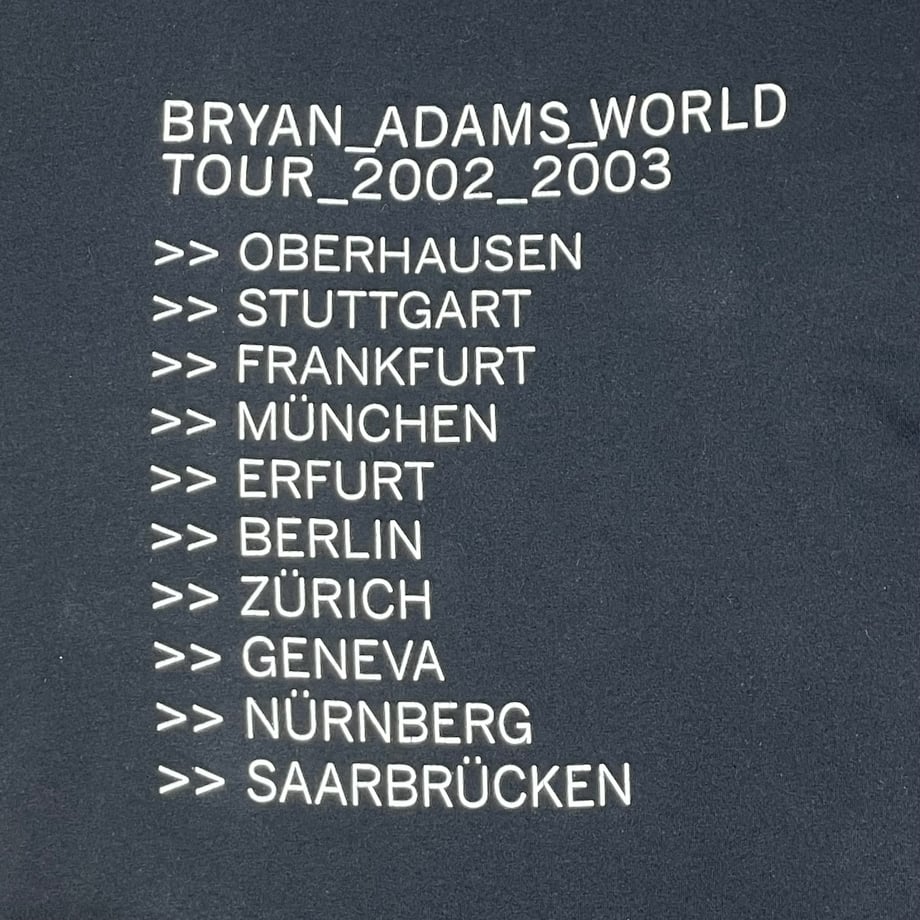 BRYAN_ADAMS_WORLD
TOUR_2002_2003
>> OBERHAUSEN
>> STUTTGART
>> FRANKFURT
>> MÜNCHEN
>> ERFURT
>> BERLIN
>> ZÜRICH
>> GENEVA
>> NÜRNBERG
>> SAARBRÜCKEN